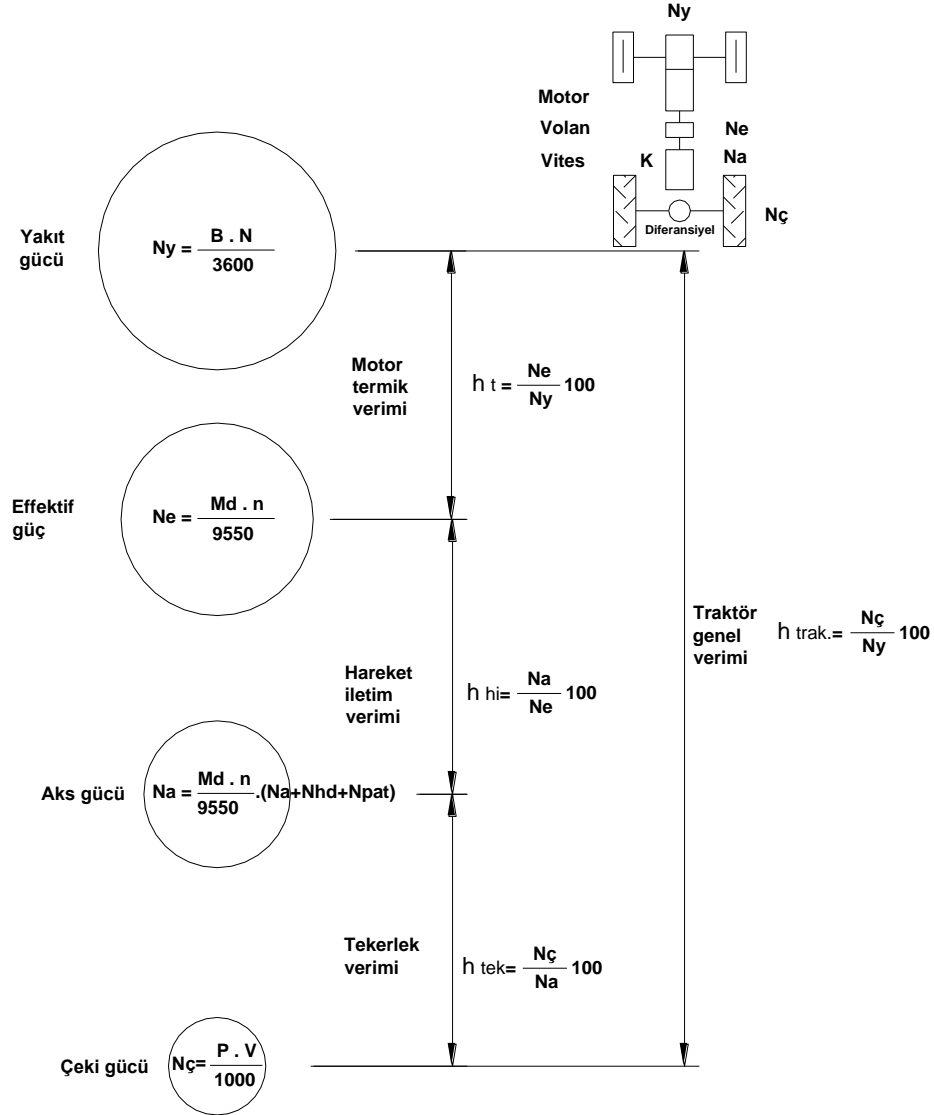 Ny
Motor
Volan
Ne
Vites
K
Na
Nç
Diferansiyel
Yakıt
gücü
Ny = B . N
3600
Motor
termik
verimi
h t = Ne
Ny
100
Effektif
güç
Ne = Md . n
9550
Hareket
iletim
verimi
h hi= Na
Ne
100
Traktör
genel
verimi
h trak.= Nç
Ny
100
Aks gücü
Na = Md . n
9550
.(Na+Nhd+Npat)
Tekerlek
verimi
h tek= Nç
Na
100
Çeki gücü
Nç= P . V
1000